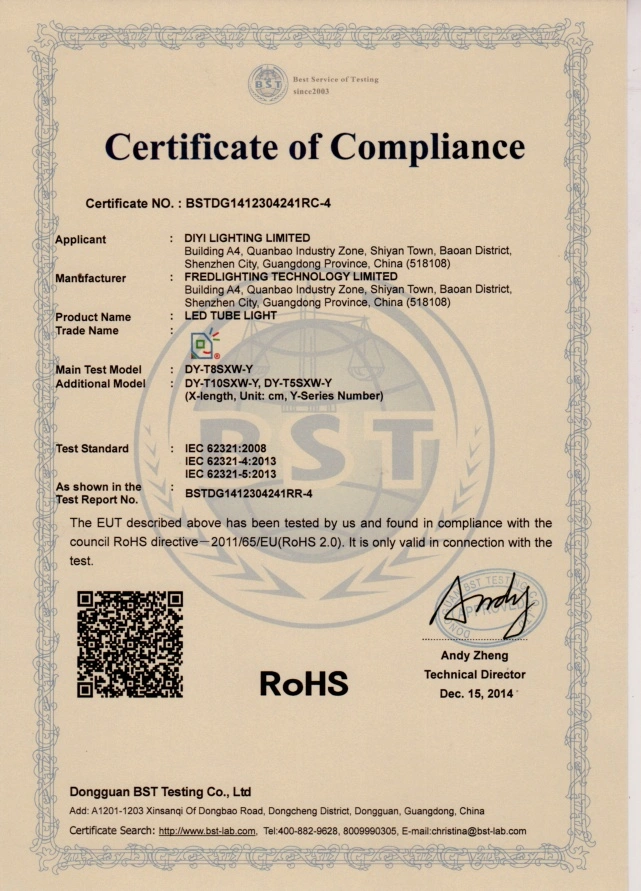 BST
Best Service of Testing
since2003
Certificate of Compliance
Certificate NO. : BSTDG1412304241RC-4
Applicant : DIYI LIGHTING LIMITED
Building A4, Quanbao Industry Zone, Shiyan Town, Baoan District,
Shenzhen City, Guangdong Province, China (518108)
Manufacturer : FREDLIGHTING TECHNOLOGY LIMITED
Building A4, Quanbao Industry Zone, Shiyan Town, Baoan District,
Shenzhen City, Guangdong Province, China (518108)
Product Name : LED TUBE LIGHT
Trade Name :
Main Test Model : DY-T8SXW-Y
Additional Model : DY-T10SXW-Y, DY-T5SXW-Y
(X-length, Unit: cm, Y-Series Number)
BST
Test Standard : IEC 62321:2008
IEC 62321-4:2013
IEC 62321-5:2013
As shown in the :
Test Report No. BSTDG1412304241RR-4
The EUT described above has been tested by us and found in compliance with the
council RoHS directive—2011/65/EU(RoHS 2.0). It is only valid in connection with the
test.
Andy
APPROVED
Andy Zheng
RoHS
Technical Director
Dec. 15, 2014
Dongguan BST Testing Co., Ltd
Add: A1201-1203 Xinsanqi Of Dongbao Road, Dongcheng District, Dongguan, Guangdong, China
Certificate Search: http://www.bst-lab.com, Tel:400-882-9628, 8009990305, E-mail:christina@bst-lab.com